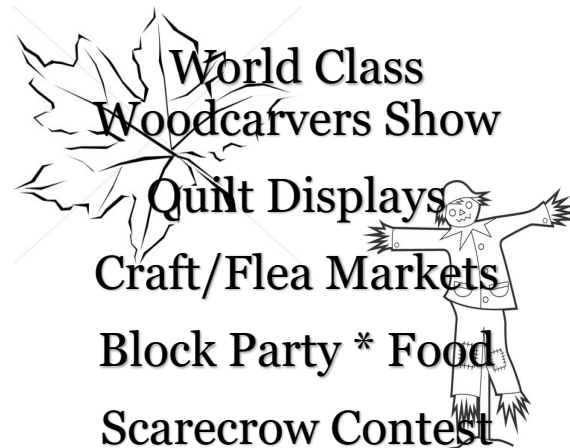 World Class
Woodcarvers Show
Quilt Displays
Craft/Flea Markets
Block Party * Food
Scarecrow Contest